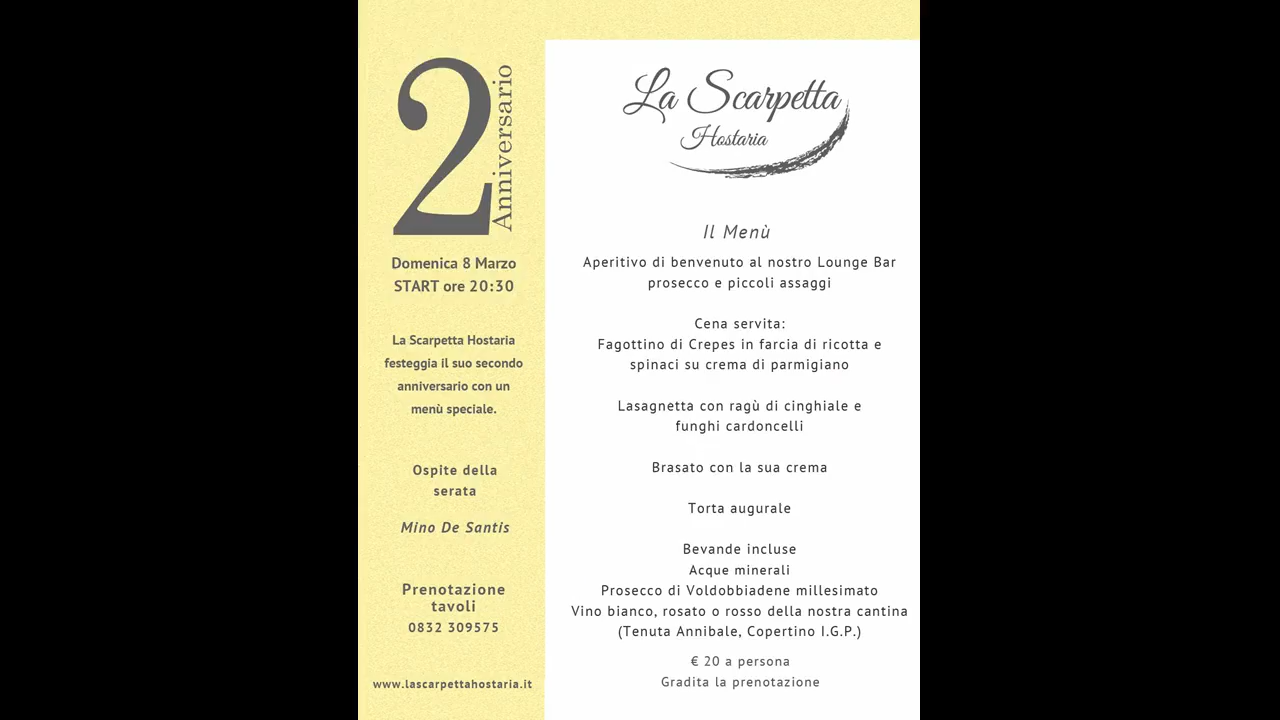 2
Anniversario
Domenica 8 Marzo
START ore 20:30
La Scarpetta Hostaria
festeggia il suo secondo
anniversario con un
menù speciale.
Ospite della
serata
Mino De Santis
Prenotazione
tavoli
0832 309575
www.lascarpettahostaria.it
La Scarpetta
Hostaria
Il Menù
Aperitivo di benvenuto al nostro Lounge Bar
prosecco e piccoli assaggi
Cena servita:
Fagottino di Crepes in farcia di ricotta e
spinaci su crema di parmigiano
Lasagnetta con ragù di cinghiale e
funghi cardoncelli
Brasato con la sua crema
Torta augurale
Bevande incluse
Acque minerali
Prosecco di Voldobbiadene millesimato
Vino bianco, rosato o rosso della nostra cantina
(Tenuta Annibale, Copertino I.G.P.)
€ 20 a persona
Gradita la prenotazione